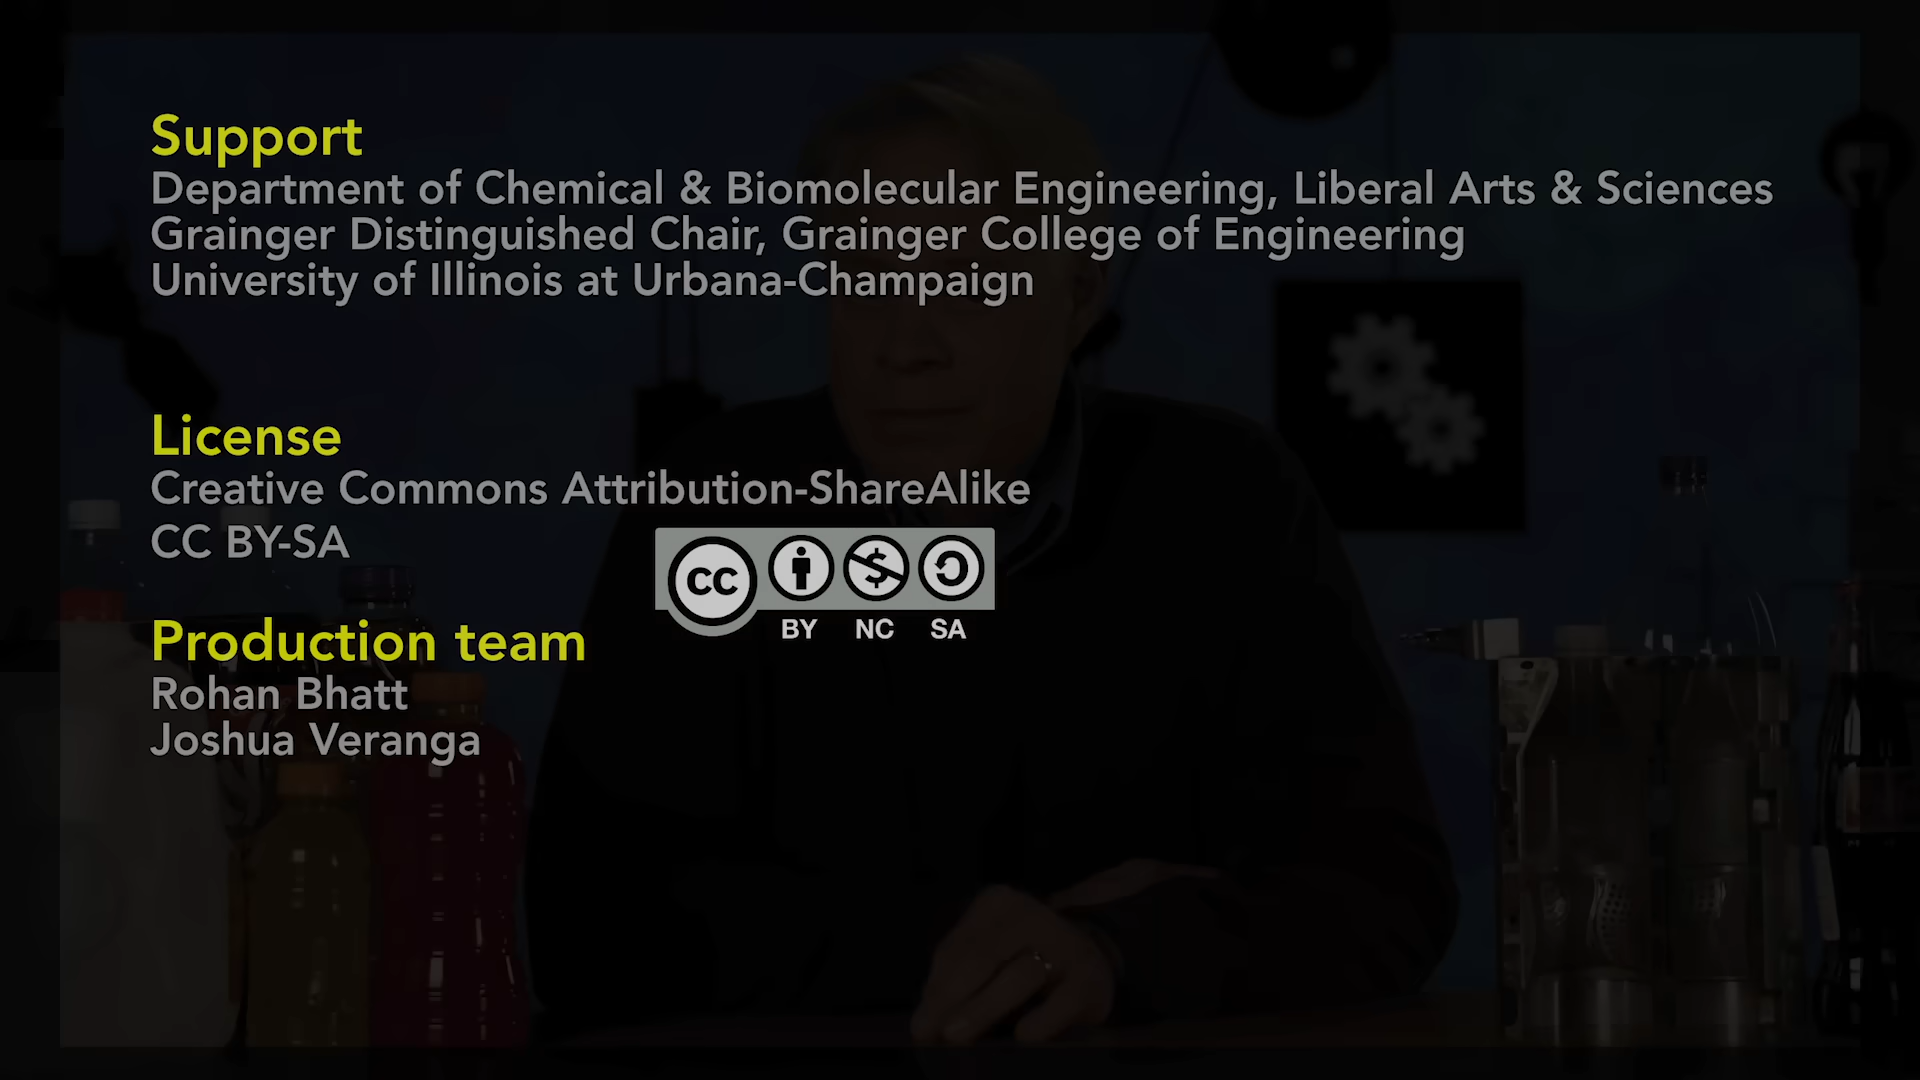 Support
Department of Chemical & Biomolecular Engineering, Liberal Arts & Sciences
Grainger Distinguished Chair, Grainger College of Engineering
University of Illinois at Urbana-Champaign
License
Creative Commons Attribution-ShareAlike
CC BY-SA
cc
BY NC SA
Production team
Rohan Bhatt
Joshua Veranga